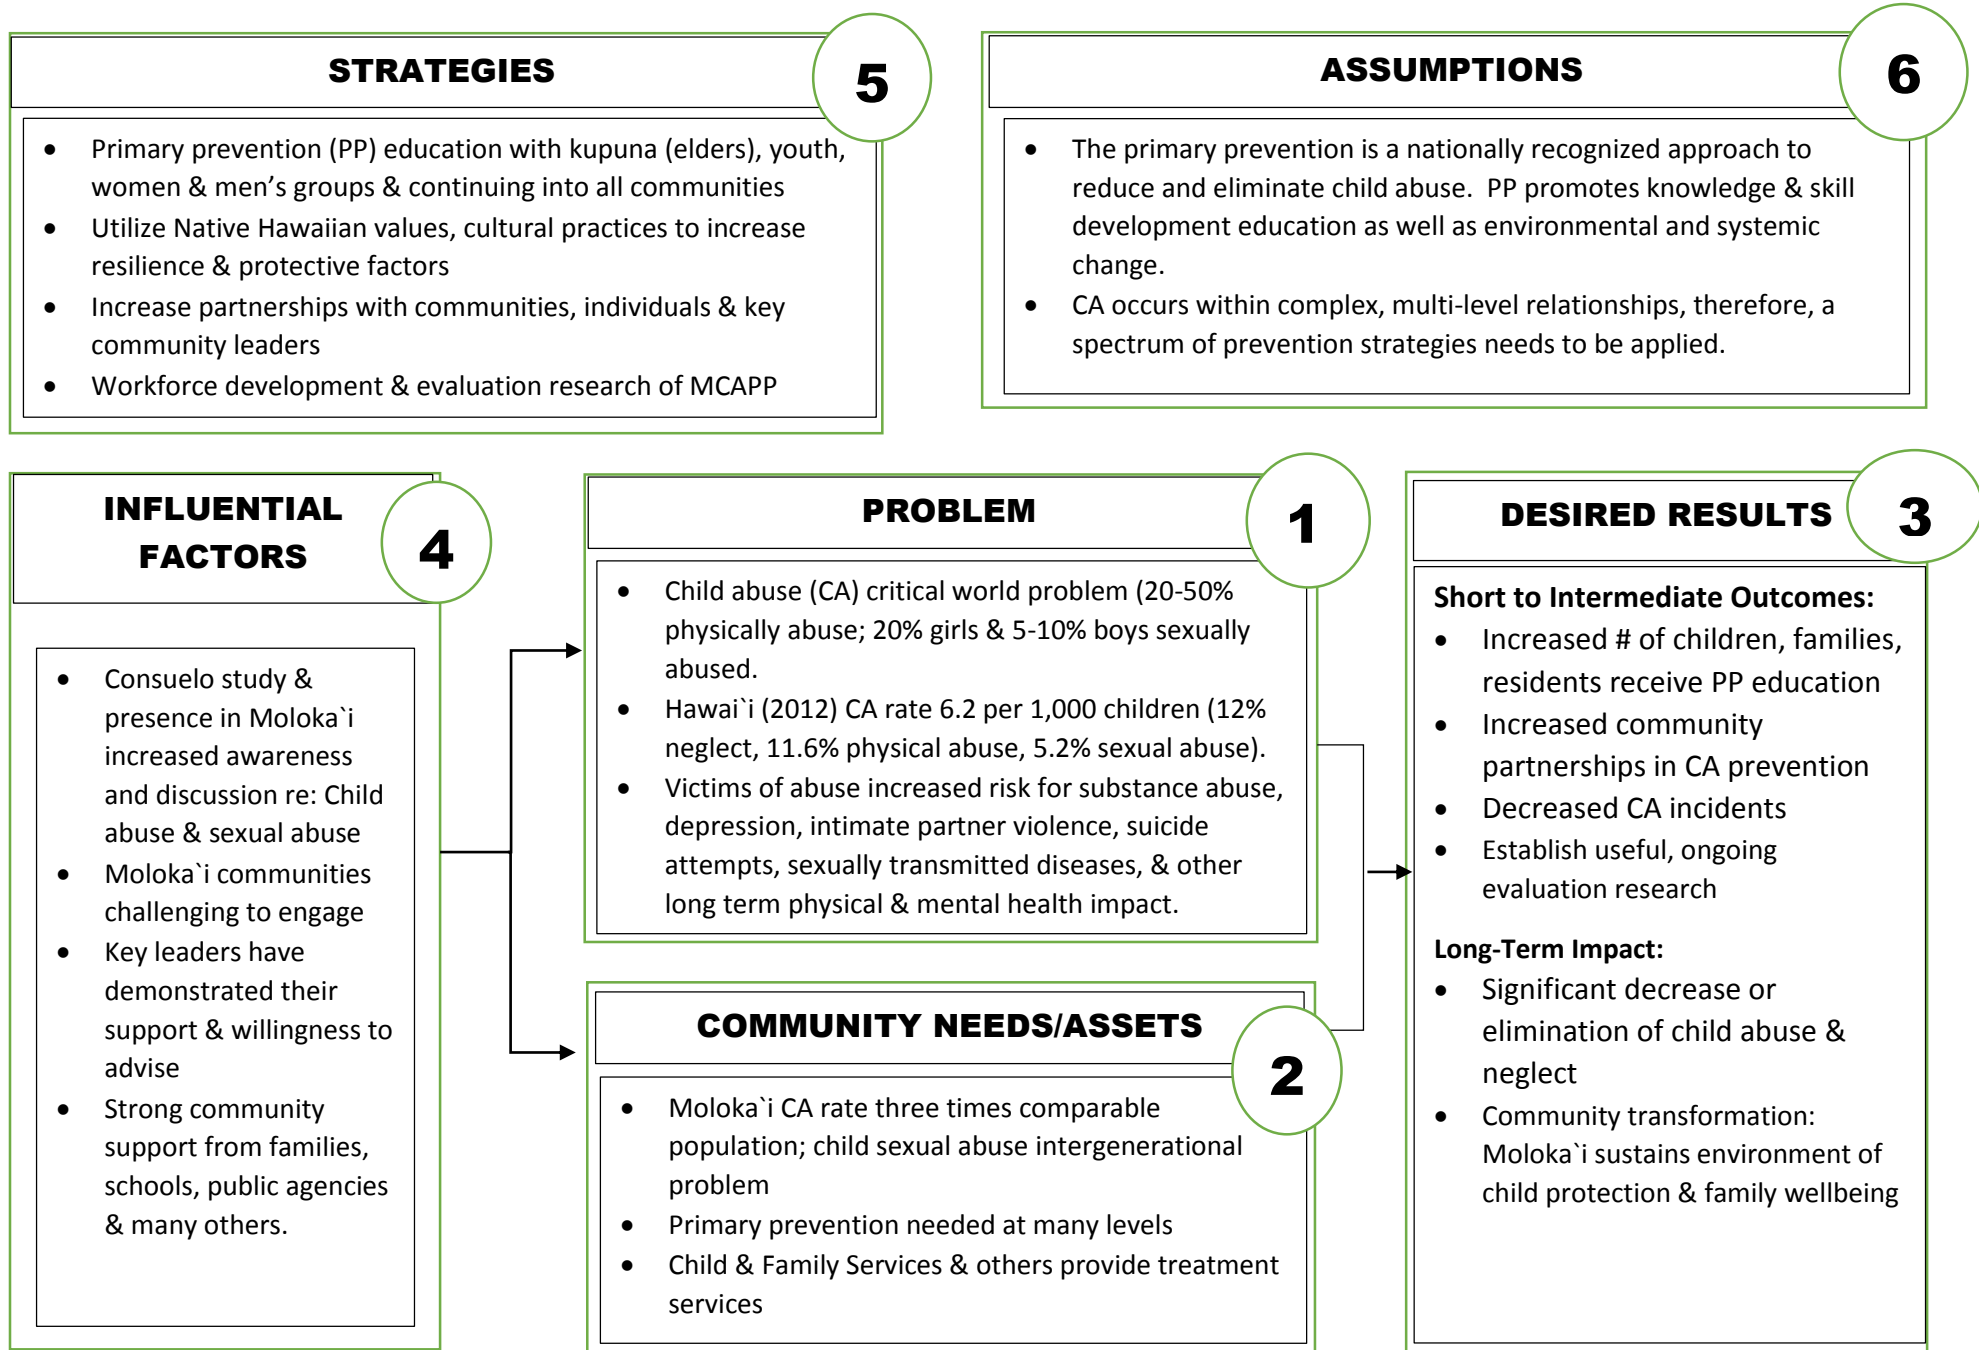 STRATEGIES
5
• Primary prevention (PP) education with kupuna (elders), youth,
women & men’s groups & continuing into all communities
• Utilize Native Hawaiian values, cultural practices to increase
resilience & protective factors
• Increase partnerships with communities, individuals & key
community leaders
• Workforce development & evaluation research of MCAPP
ASSUMPTIONS
6
• The primary prevention is a nationally recognized approach to
reduce and eliminate child abuse.  PP promotes knowledge & skill
development education as well as environmental and systemic
change.
• CA occurs within complex, multi-level relationships, therefore, a
spectrum of prevention strategies needs to be applied.
INFLUENTIAL
FACTORS
4
• Consuelo study &
presence in Moloka`i
increased awareness
and discussion re: Child
abuse & sexual abuse
• Moloka`i communities
challenging to engage
• Key leaders have
demonstrated their
support & willingness to
advise
• Strong community
support from families,
schools, public agencies
& many others.
PROBLEM
1
• Child abuse (CA) critical world problem (20-50%
physically abuse; 20% girls & 5-10% boys sexually
abused.
• Hawai`i (2012) CA rate 6.2 per 1,000 children (12%
neglect, 11.6% physical abuse, 5.2% sexual abuse).
• Victims of abuse increased risk for substance abuse,
depression, intimate partner violence, suicide
attempts, sexually transmitted diseases, & other
long term physical & mental health impact.
COMMUNITY NEEDS/ASSETS
2
• Moloka`i CA rate three times comparable
population; child sexual abuse intergenerational
problem
• Primary prevention needed at many levels
• Child & Family Services & others provide treatment
services
DESIRED RESULTS
3
Short to Intermediate Outcomes:
• Increased # of children, families,
residents receive PP education
• Increased community
partnerships in CA prevention
• Decreased CA incidents
• Establish useful, ongoing
evaluation research
Long-Term Impact:
• Significant decrease or
elimination of child abuse &
neglect
• Community transformation:
Moloka`i sustains environment of
child protection & family wellbeing